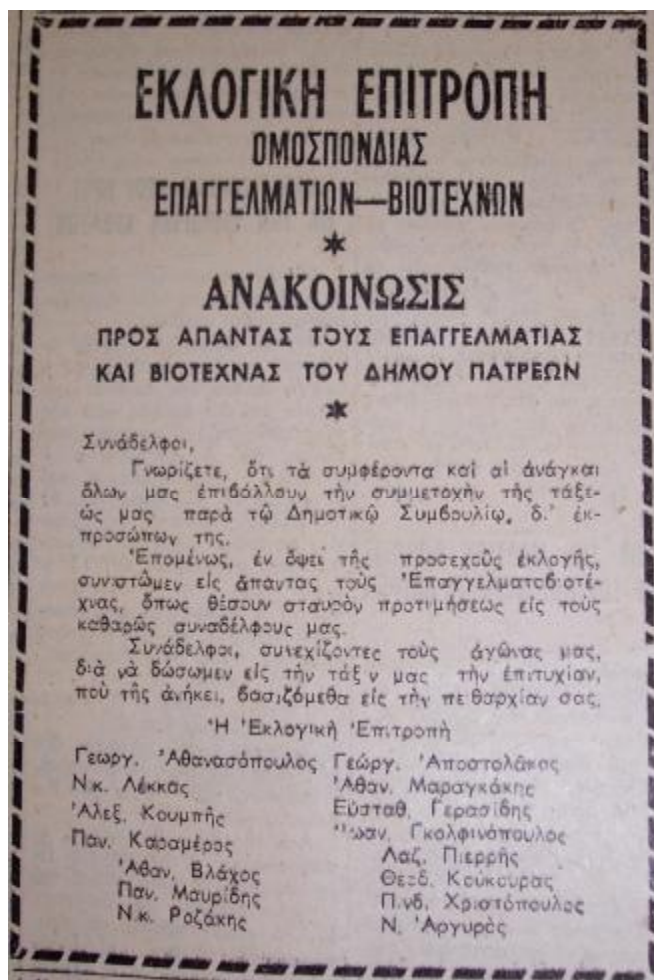 ΕΚΛΟΓΙΚΗ ΕΠΙΤΡΟΠΗ
ΟΜΟΣΠΟΝΔΙΑΣ
ΕΠΑΓΓΕΛΜΑΤΙΩΝ—ΒΙΟΤΕΧΝΩΝ
*
ΑΝΑΚΟΙΝΩΣΙΣ
ΠΡΟΣ ΑΠΑΝΤΑΣ ΤΟΥΣ ΕΠΑΓΓΕΛΜΑΤΙΑΣ
ΚΑΙ ΒΙΟΤΕΧΝΑΣ ΤΟΥ ΔΗΜΟΥ ΠΑΤΡΕΩΝ
*
Συνάδελφοι,
Γνωρίζετε, ὅτι τὰ συμφέροντα καὶ αἱ ἀνάγκαι
ὅλων μας ἐπιβάλλουν τὴν συμμετοχὴν τῆς τάξε-
ώς μας παρὰ τῷ Δημοτικῷ Συμβουλίῳ, δ.' ἐκ-
προσώπων της.
Ἑπομένως, ἐν ὄψει τῆς προσεχοῦς ἐκλογῆς,
συνιστῶμεν εἰς ἅπαντας τοὺς Ἐπαγγελματοβιοτέ-
χνας, ὅπως θέσουν σταυρὸν προτιμήσεως εἰς τοὺς
καθαρῶς συναδέλφους μας.
Συνάδελφοι, συνεχίζοντες τοὺς ἀγῶνας μας,
διὰ νὰ δώσωμεν εἰς τὴν τάξ ν μας τὴν ἐπιτυχίαν,
ποὺ τῆς ἀνήκει, βασιζόμεθα εἰς τὴν πειθαρχίαν σας.
Ἡ Ἐκλογικὴ Ἐπιτροπὴ
Γεωργ. Ἀθανασόπουλος Γεώργ. Ἀποστολάκος
Ν.κ. Λέκκας Ἀθαν. Μαραγκάκης
Ἀλεξ. Κουμπῆς Εὐσταθ. Γερασίδης
Παν. Καραμέρος Ἰωαν. Γκολφινόπουλος
Ἀθαν. Βλάχος Λαζ. Πιερρῆς
Παν. Μαυρίδης Θεοδ. Κούκουρας
Ν.κ. Ροζάκης Π.νδ. Χριστόπουλος
Ν. Ἀργυρὸς